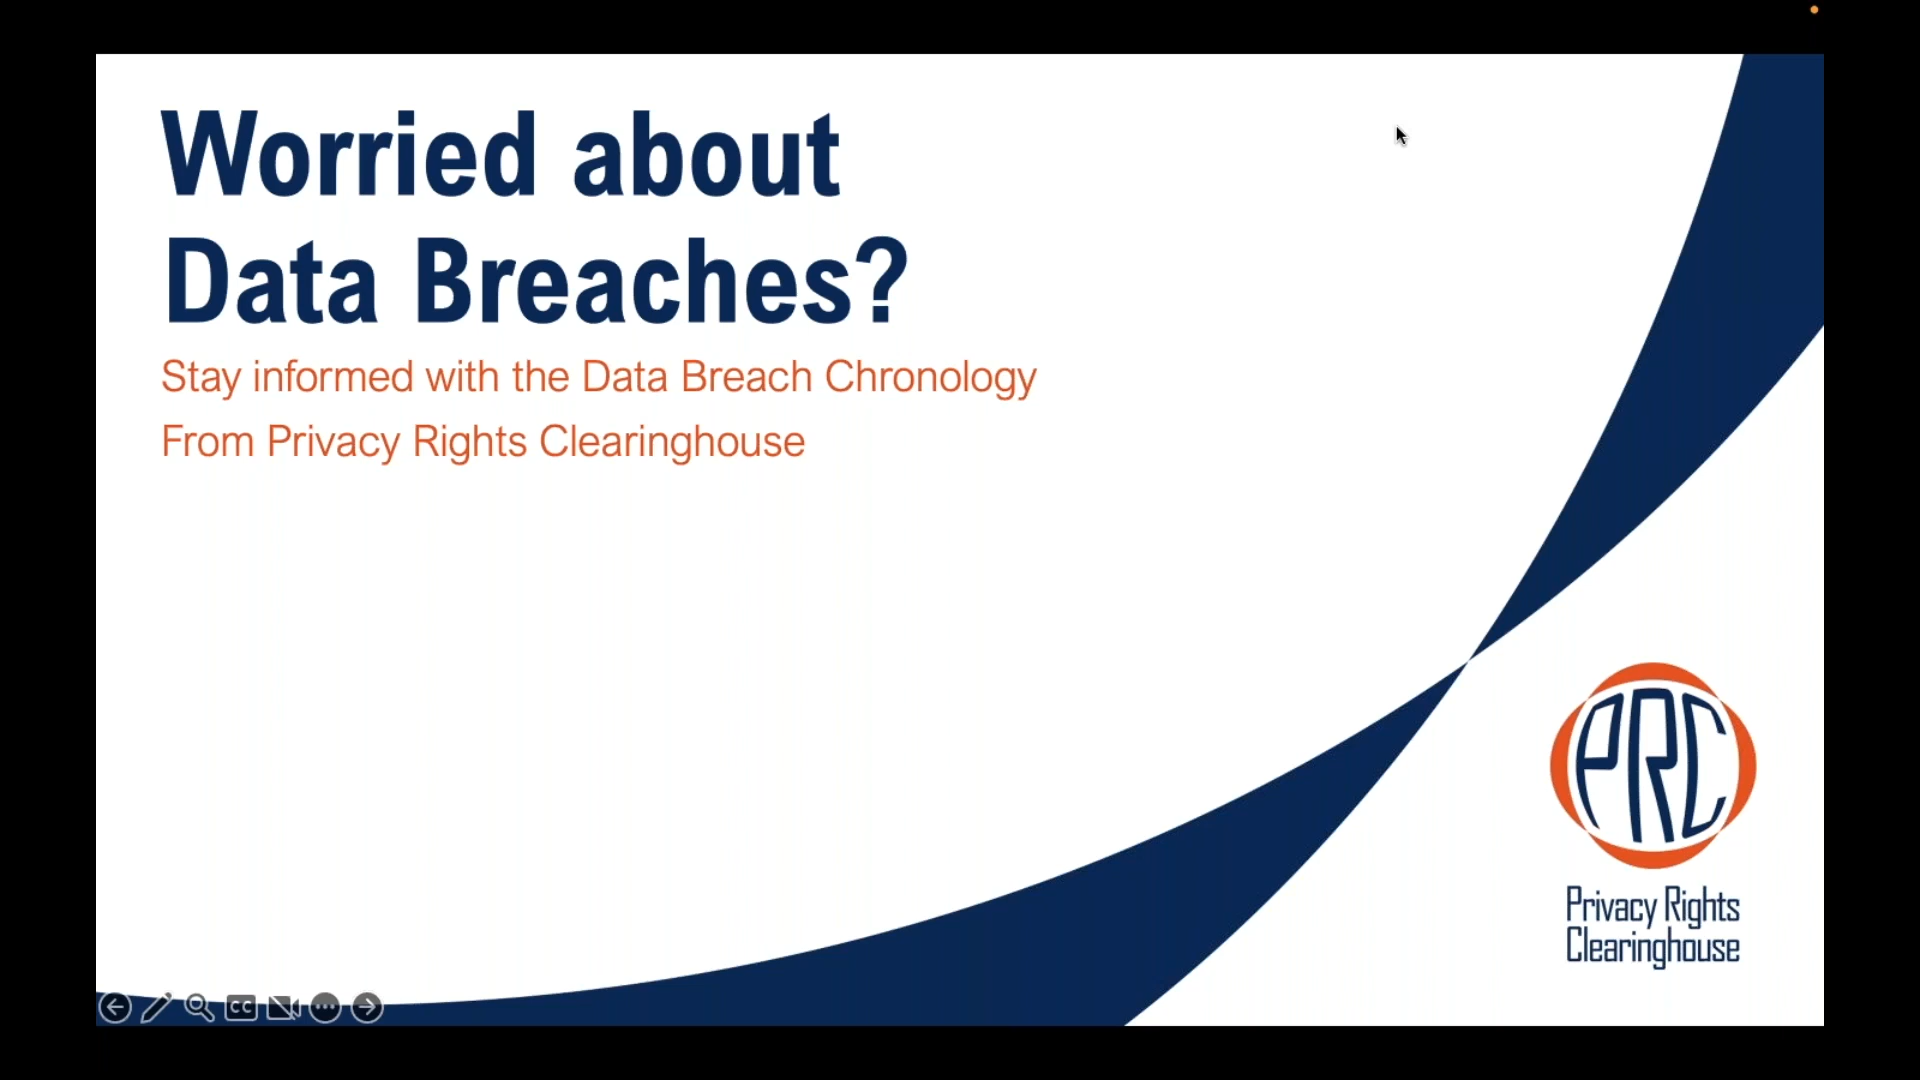 Worried about
Data Breaches?
Stay informed with the Data Breach Chronology
From Privacy Rights Clearinghouse
PRC
Privacy Rights
Clearinghouse
CC